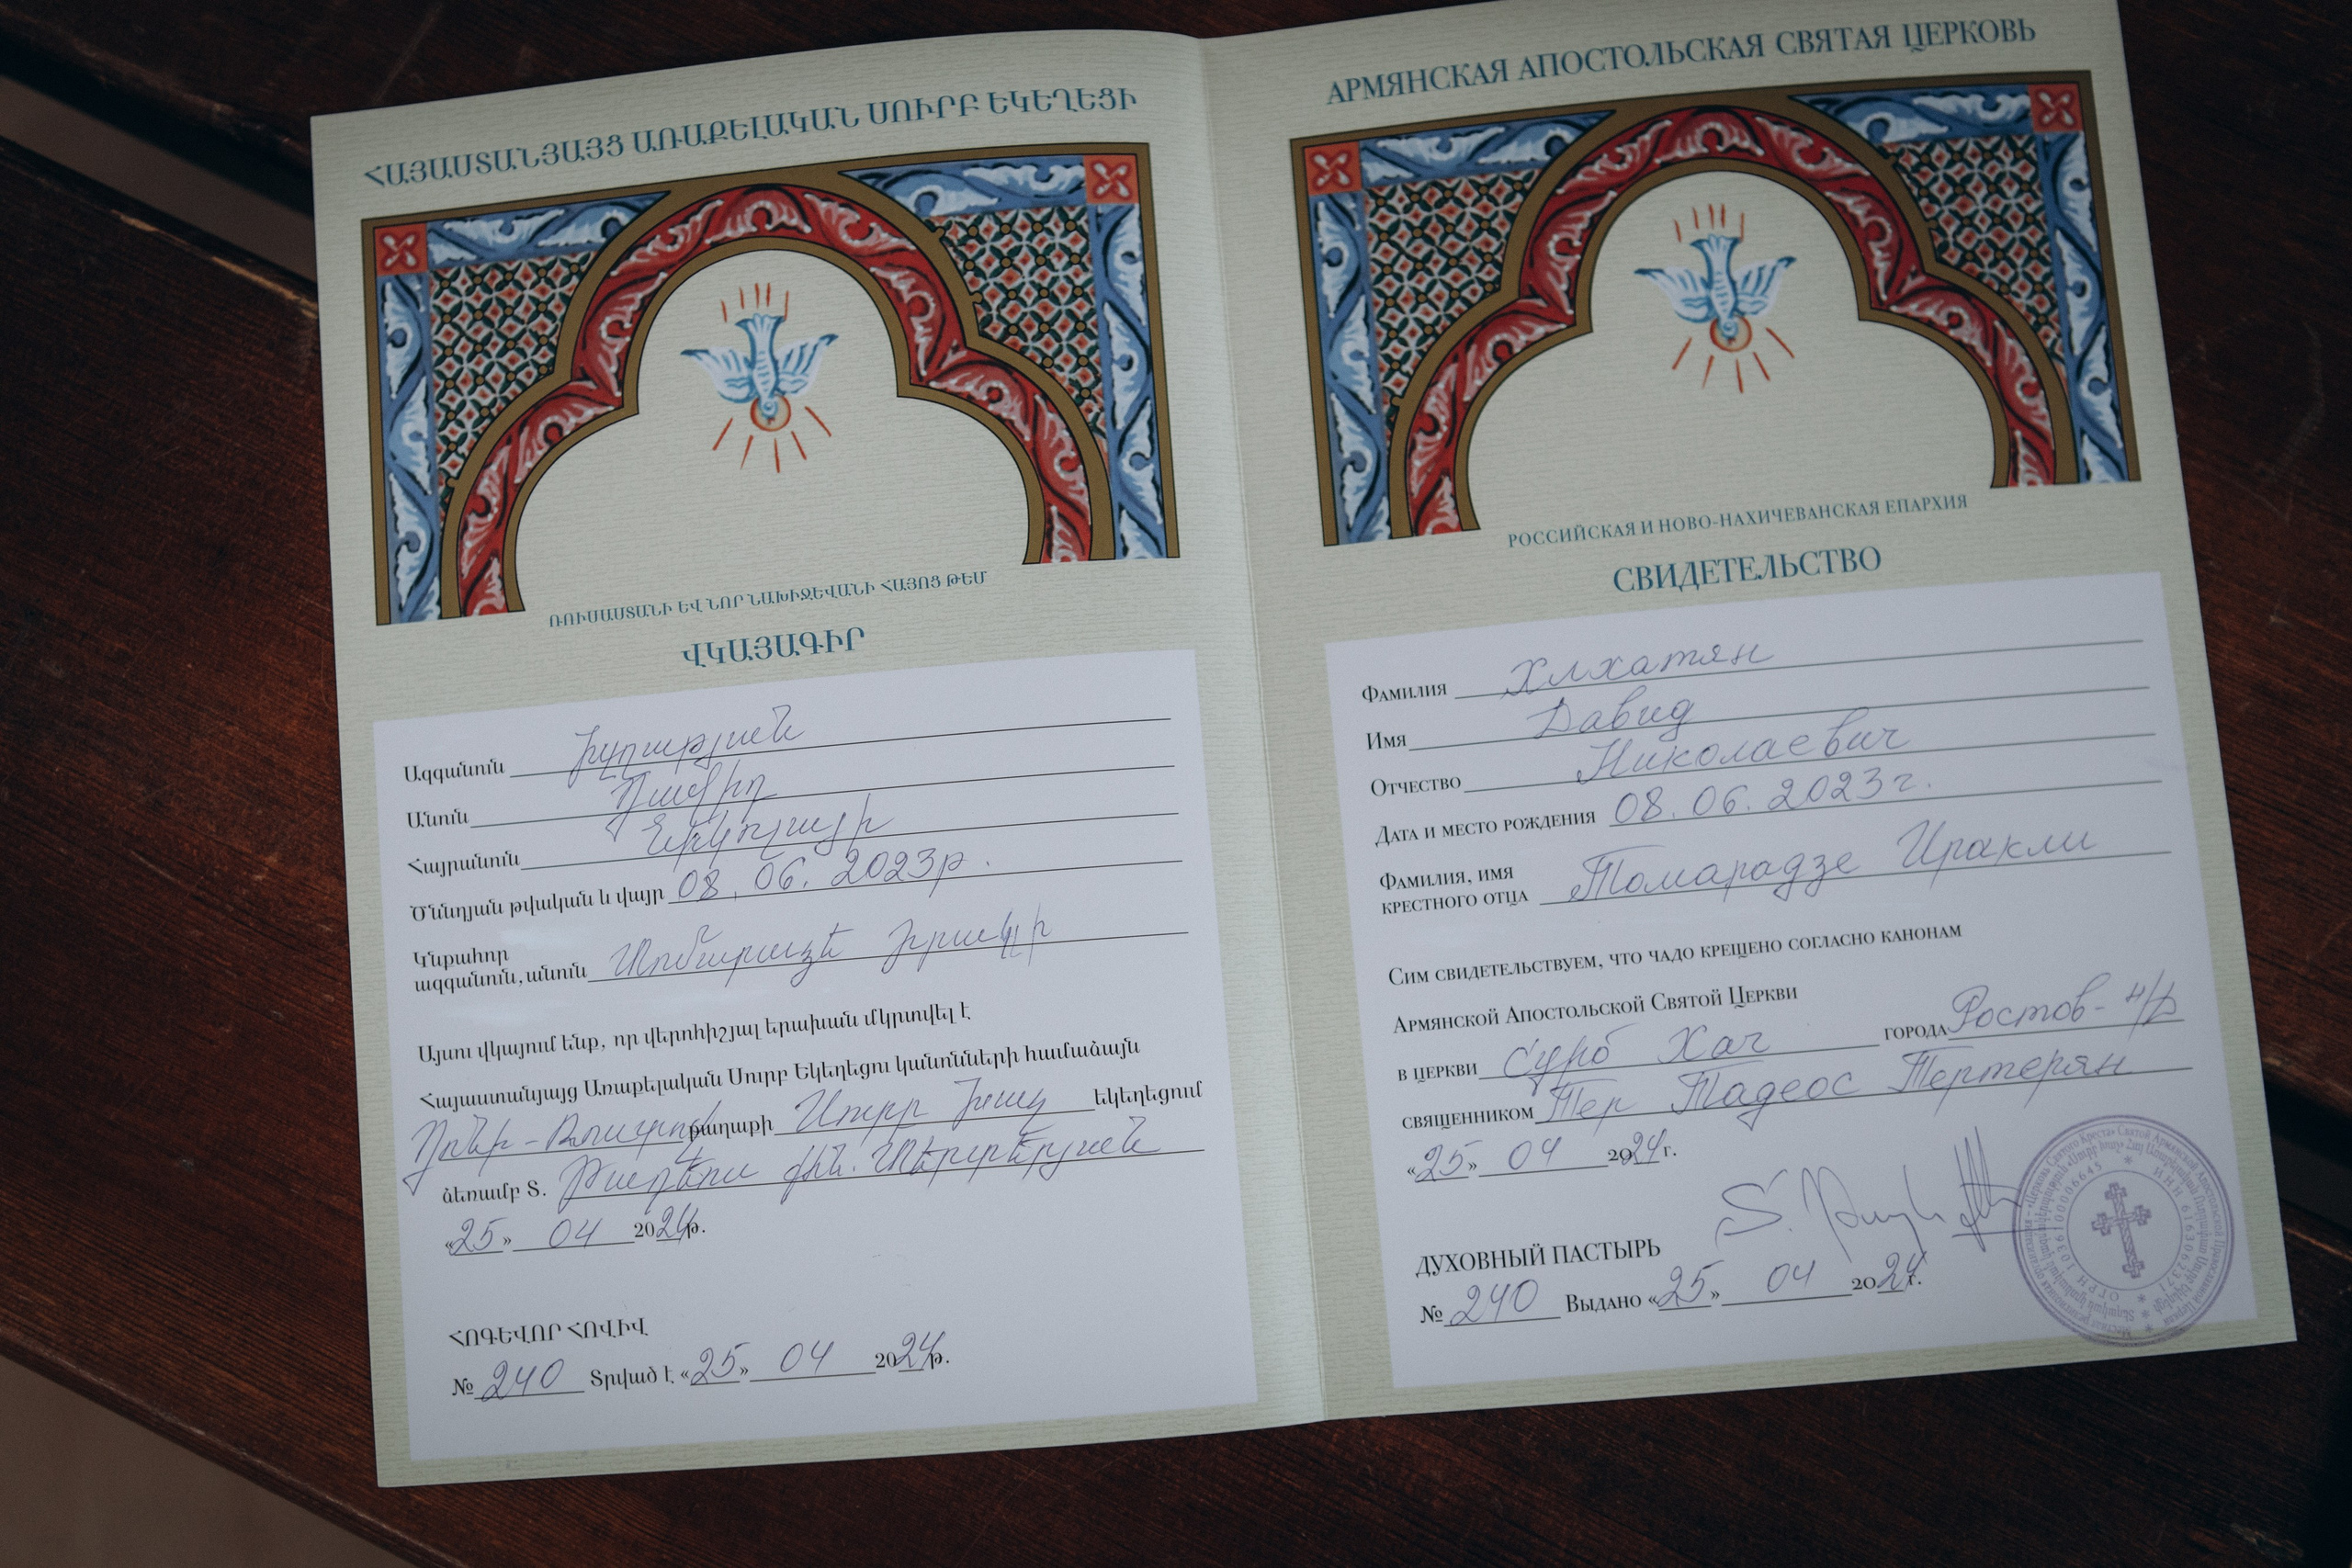 ՀԱՅԱՍՏԱՆՅԱՅՑ ԱՌԱՔԵԼԱԿԱՆ ՍՈՒՐԲ ԵԿԵՂԵՑԻ
ՌՈՒՍԱՍՏԱՆԻ ԵՎ ՆՈՐ ՆԱԽԻՋԵՎԱՆԻ ՀԱՅՈՑ ԹԵՄ
ՎԿԱՅԱԳԻՐ
Ազգանուն
Անուն Դավիթ
Հայրանուն Նիկոլայի
Ծննդյան թվական և վայր 08.06.2023թ.
Կնքահոր
ազգանուն, անուն
Այսու վկայում ենք, որ վերոհիշյալ երախան մկրտվել է
Հայաստանյայց Առաքելական Սուրբ Եկեղեցու կանոնների համաձայն
քաղաքի Սուրբ Խաչ եկեղեցում
ձեռամբ Տ. Թադեոս քհն. Տերտերյան
«25» 04 2024թ.
ՀՈԳԵՎՈՐ ՀՈՎԻՎ
№ 240 Տրված է «25» 04 2024թ.
АРМЯНСКАЯ АПОСТОЛЬСКАЯ СВЯТАЯ ЦЕРКОВЬ
РОССИЙСКАЯ И НОВО-НАХИЧЕВАНСКАЯ ЕПАРХИЯ
СВИДЕТЕЛЬСТВО
Фамилия Хлхатян
Имя Давид
Отчество Николаевич
Дата и место рождения 08.06.2023г.
Фамилия, имя
крестного отца Томарадзе Иракли
Сим свидетельствуем, что чадо крещено согласно канонам
Армянской Апостольской Святой Церкви
в церкви Сурб Хач города Ростов-н/Д
священником Тер Тадеос Тертерян
«25» 04 2024г.
ДУХОВНЫЙ ПАСТЫРЬ
№ 240 Выдано «25» 04 2024г.